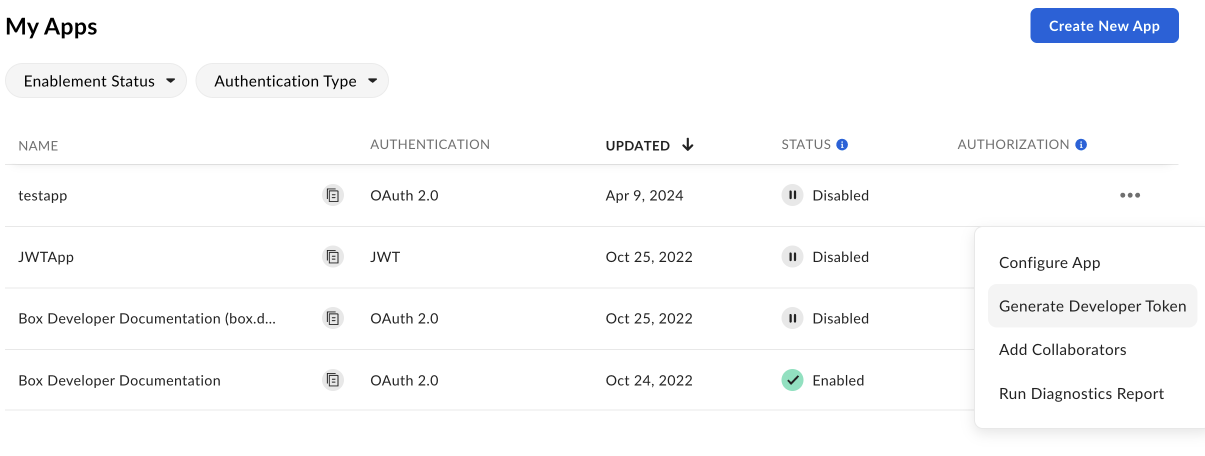 My Apps
Create New App
Enablement Status
Authentication Type
NAME AUTHENTICATION UPDATED STATUS AUTHORIZATION
testapp OAuth 2.0 Apr 9, 2024 Disabled
JWTApp JWT Oct 25, 2022 Disabled
Box Developer Documentation (box.d... OAuth 2.0 Oct 25, 2022 Disabled
Box Developer Documentation OAuth 2.0 Oct 24, 2022 Enabled
Configure App
Generate Developer Token
Add Collaborators
Run Diagnostics Report